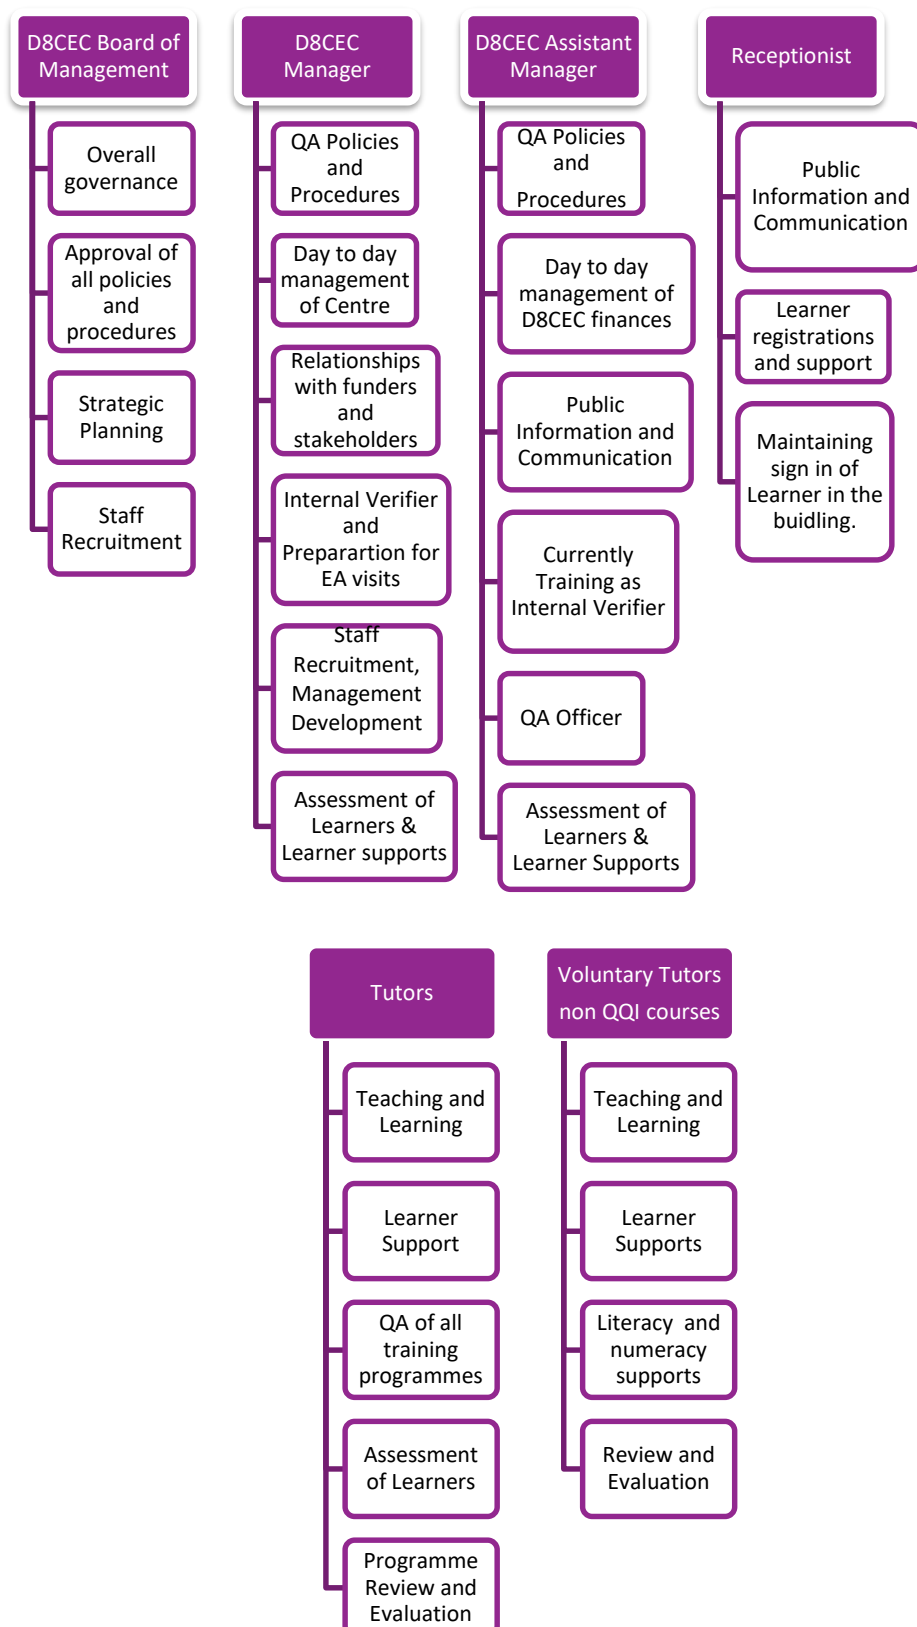 D8CEC Board of
Management
Overall
governance
Approval of
all policies
and
procedures
Strategic
Planning
Staff
Recruitment
D8CEC
Manager
QA Policies
and
Procedures
Day to day
management
of Centre
Relationships
with funders
and
stakeholders
Internal Verifier
and
Preparartion for
EA visits
Staff
Recruitment,
Management
Development
Assessment of
Learners &
Learner supports
D8CEC Assistant
Manager
QA Policies
and
Procedures
Day to day
management of
D8CEC finances
Public
Information and
Communication
Currently
Training as
Internal Verifier
QA Officer
Assessment of
Learners &
Learner Supports
Receptionist
Public
Information and
Communication
Learner
registrations
and support
Maintaining
sign in of
Learner in the
buidling.
Tutors
Teaching and
Learning
Learner
Support
QA of all
training
programmes
Assessment
of Learners
Programme
Review and
Evaluation
Voluntary Tutors
non QQI courses
Teaching and
Learning
Learner
Supports
Literacy and
numeracy
supports
Review and
Evaluation